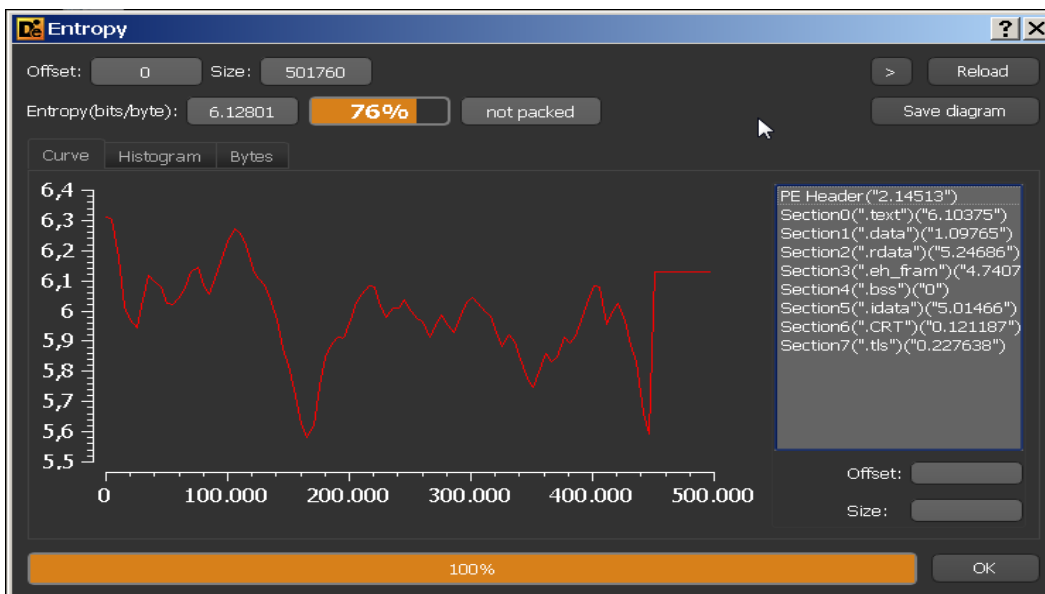 De Entropy ? X
Offset: 0 Size: 501760 > Reload
Entropy(bits/byte): 6.12801 76% not packed Save diagram
Curve Histogram Bytes
6,4
6,3
6,2
6,1
6
5,9
5,8
5,7
5,6
5,5
0 100.000 200.000 300.000 400.000 500.000
PE Header("2.14513")
Section0(".text")("6.10375")
Section1(".data")("1.09765")
Section2(".rdata")("5.24686")
Section3(".eh_fram")("4.7407
Section4(".bss")("0")
Section5(".idata")("5.01466")
Section6(".CRT")("0.121187")
Section7(".tls")("0.227638")
Offset:
Size:
100% OK